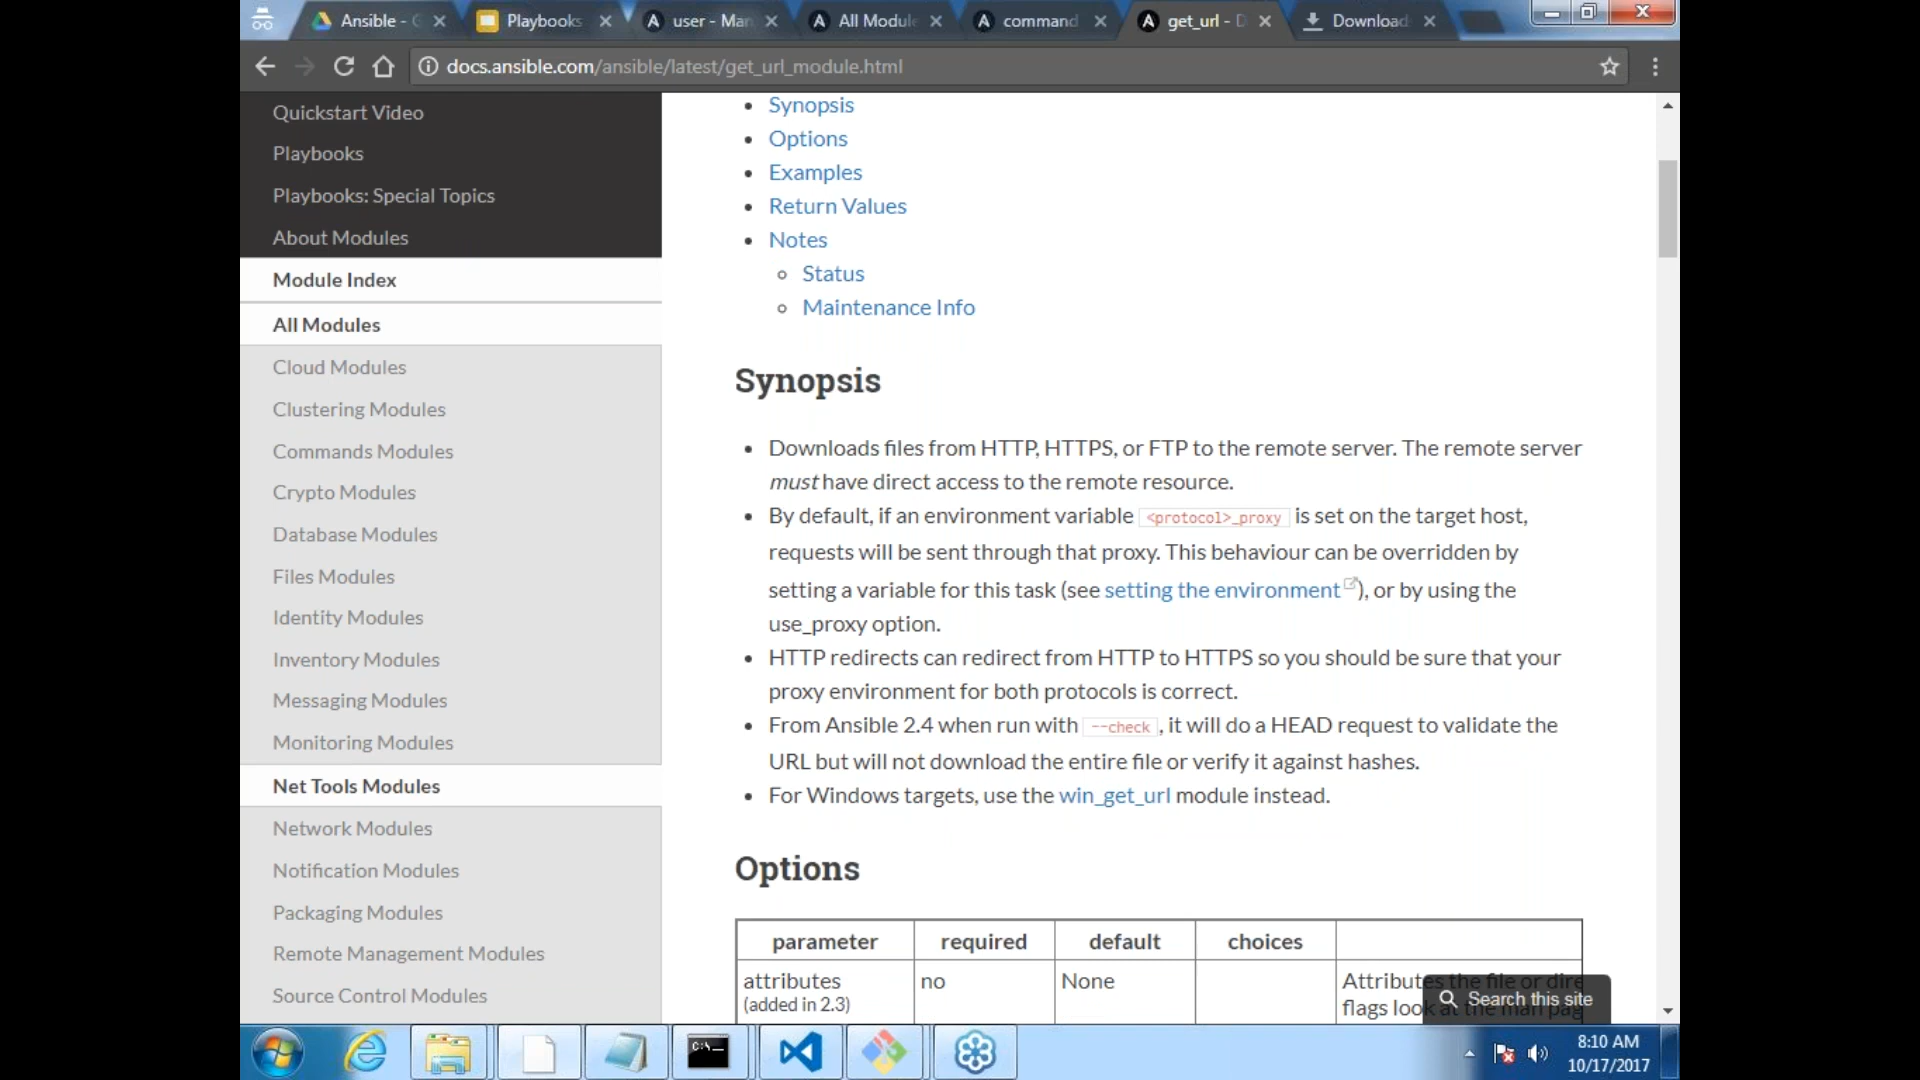 Ansible - G
Playbooks
user - Man
All Module
command
get_url - D
Download
docs.ansible.com/ansible/latest/get_url_module.html
Quickstart Video
Playbooks
Playbooks: Special Topics
About Modules
Module Index
All Modules
Cloud Modules
Clustering Modules
Commands Modules
Crypto Modules
Database Modules
Files Modules
Identity Modules
Inventory Modules
Messaging Modules
Monitoring Modules
Net Tools Modules
Network Modules
Notification Modules
Packaging Modules
Remote Management Modules
Source Control Modules
Synopsis
Options
Examples
Return Values
Notes
Status
Maintenance Info
Synopsis
Downloads files from HTTP, HTTPS, or FTP to the remote server. The remote server
must have direct access to the remote resource.
By default, if an environment variable <protocol>_proxy is set on the target host,
requests will be sent through that proxy. This behaviour can be overridden by
setting a variable for this task (see setting the environment), or by using the
use_proxy option.
HTTP redirects can redirect from HTTP to HTTPS so you should be sure that your
proxy environment for both protocols is correct.
From Ansible 2.4 when run with --check, it will do a HEAD request to validate the
URL but will not download the entire file or verify it against hashes.
For Windows targets, use the win_get_url module instead.
Options
parameter required default choices
attributes no None Attributes the file or dire
(added in 2.3) flags look at the man pag
Search this site
C:\
8:10 AM
10/17/2017